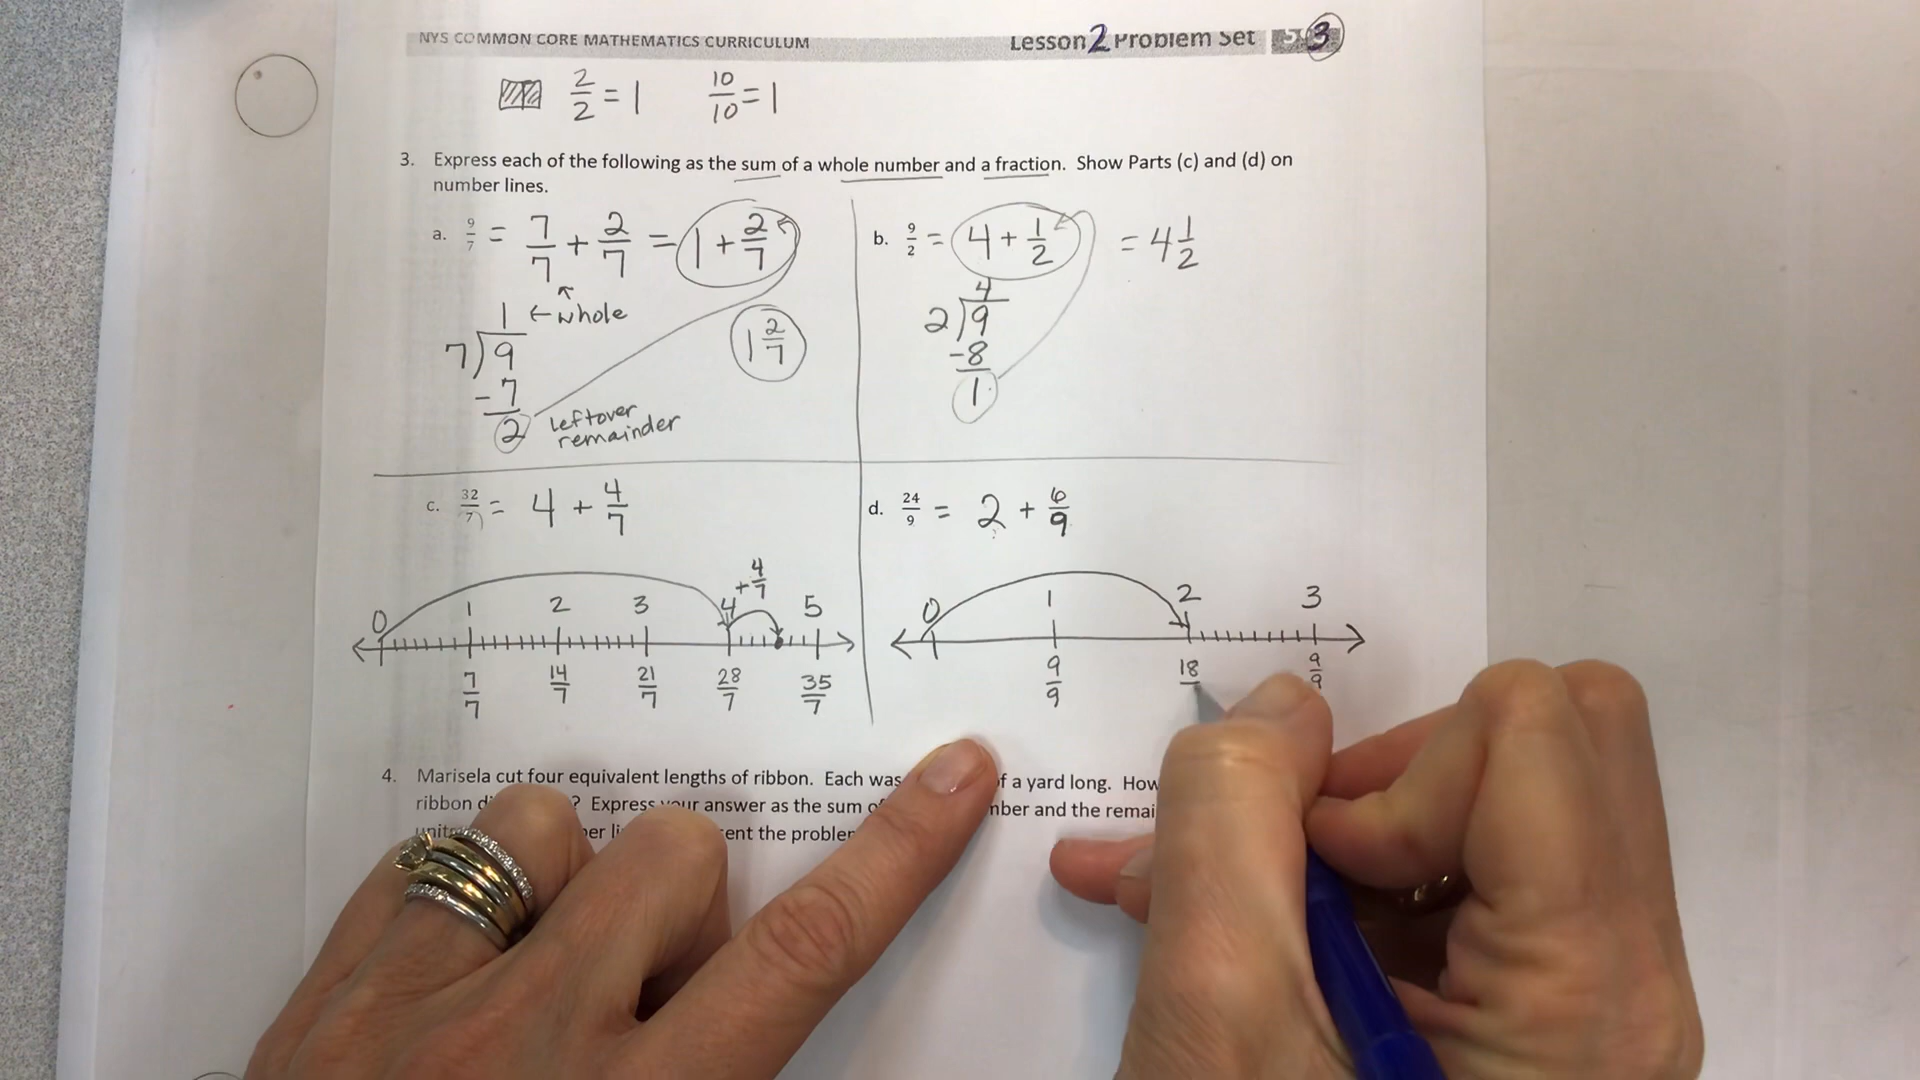 NYS COMMON CORE MATHEMATICS CURRICULUM Lesson 2 Problem Set 5 3
2/2 = 1 10/10 = 1
3. Express each of the following as the sum of a whole number and a fraction. Show Parts (c) and (d) on
number lines.
a. 9/7 = 7/7 + 2/7 = 1 + 2/7
← whole
1
7)9
-7
2
leftover
remainder
1 2/7
b. 9/2 = 4 + 1/2 = 4 1/2
4
2)9
-8
1
c. 32/7 = 4 + 4/7
+4/7
0 1 2 3 4 5
7/7 14/7 21/7 28/7 35/7
d. 24/9 = 2 + 6/9
0 1 2 3
9/9 18 9/9
4. Marisela cut four equivalent lengths of ribbon. Each was of a yard long. How
ribbon ? Express your answer as the sum and the
the